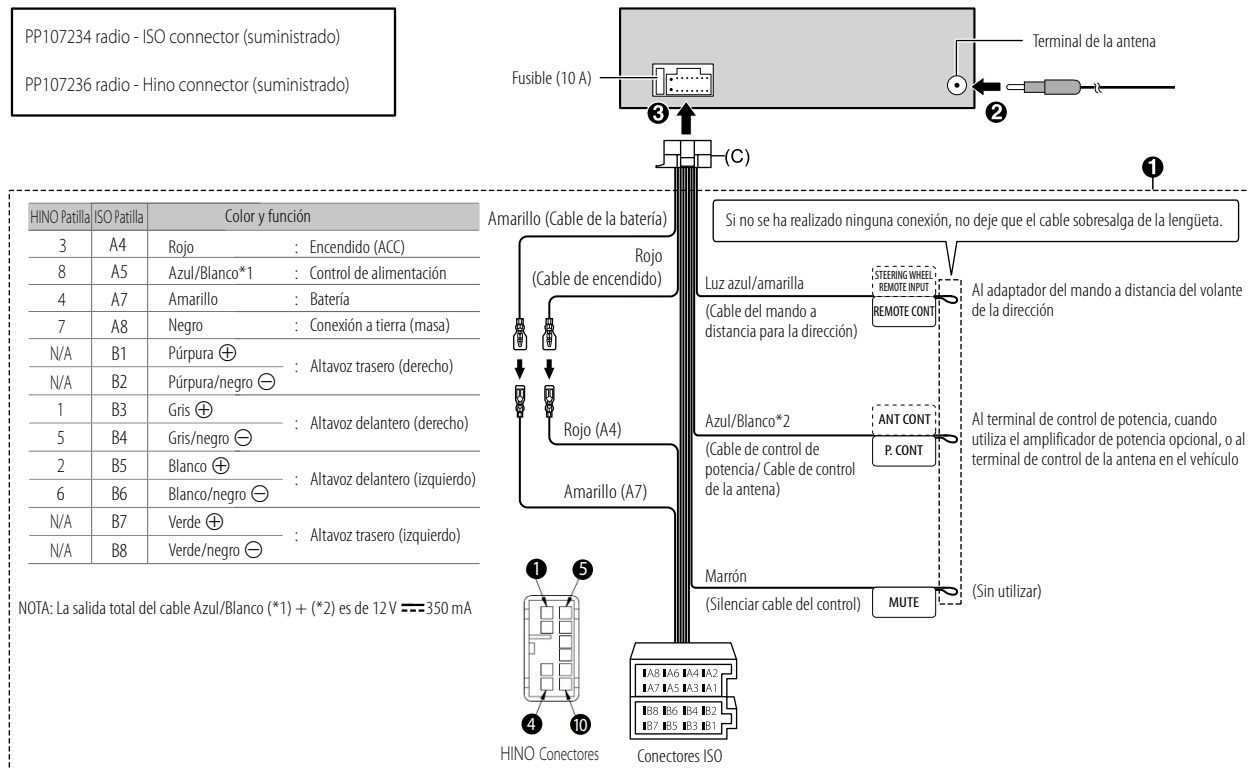 PP107234 radio - ISO connector (suministrado)
PP107236 radio - Hino connector (suministrado)
Fusible (10 A)
Terminal de la antena
3
2
(C)
1
HINO Patilla ISO Patilla Color y función
3 A4 Rojo : Encendido (ACC)
8 A5 Azul/Blanco*1 : Control de alimentación
4 A7 Amarillo : Batería
7 A8 Negro : Conexión a tierra (masa)
N/A B1 Púrpura ⊕
: Altavoz trasero (derecho)
N/A B2 Púrpura/negro ⊖
1 B3 Gris ⊕
: Altavoz delantero (derecho)
5 B4 Gris/negro ⊖
2 B5 Blanco ⊕
: Altavoz delantero (izquierdo)
6 B6 Blanco/negro ⊖
N/A B7 Verde ⊕
: Altavoz trasero (izquierdo)
N/A B8 Verde/negro ⊖
NOTA: La salida total del cable Azul/Blanco (*1) + (*2) es de 12 V ⎓ 350 mA
Amarillo (Cable de la batería)
Rojo
(Cable de encendido)
Rojo (A4)
Amarillo (A7)
Si no se ha realizado ninguna conexión, no deje que el cable sobresalga de la lengüeta.
Luz azul/amarilla
(Cable del mando a
distancia para la dirección)
STEERING WHEEL
REMOTE INPUT
REMOTE CONT
Al adaptador del mando a distancia del volante
de la dirección
Azul/Blanco*2
(Cable de control de
potencia/ Cable de control
de la antena)
ANT CONT
P. CONT
Al terminal de control de potencia, cuando
utiliza el amplificador de potencia opcional, o al
terminal de control de la antena en el vehículo
Marrón
(Silenciar cable del control)
MUTE
(Sin utilizar)
1 5
4 10
HINO Conectores
A8 A6 A4 A2
A7 A5 A3 A1
B8 B6 B4 B2
B7 B5 B3 B1
Conectores ISO